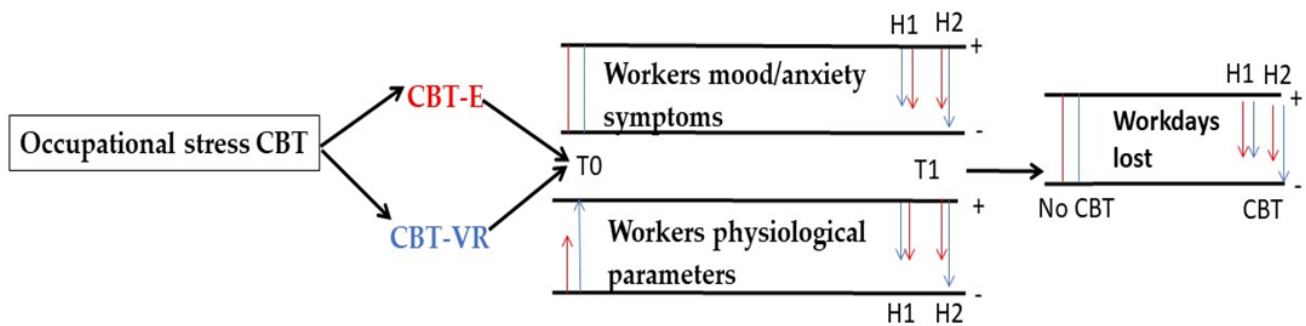 Occupational stress CBT
CBT-E
CBT-VR
T0
H1 H2
+
Workers mood/anxiety
symptoms
-
T1
+
Workers physiological
parameters
-
H1 H2
H1 H2
+
Workdays
lost
-
No CBT
CBT